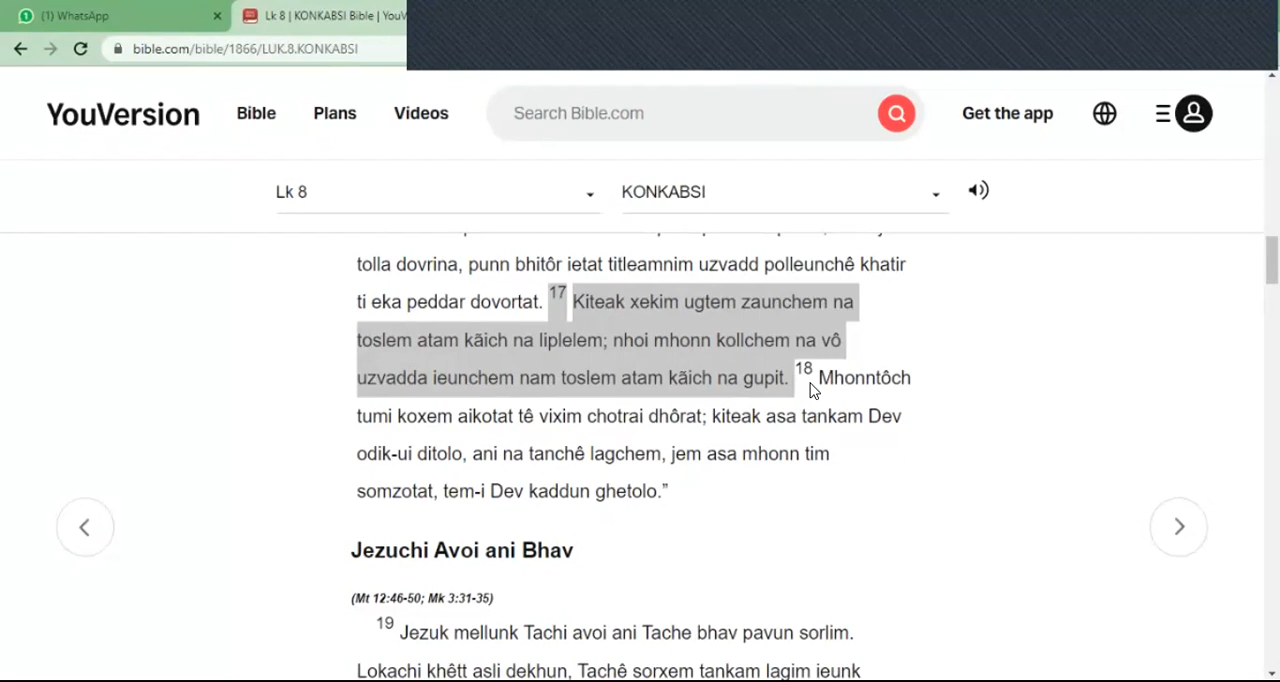 (1) WhatsApp
Lk 8 | KONKABSI Bible | YouV
bible.com/bible/1866/LUK.8.KONKABSI
YouVersion Bible Plans Videos Search Bible.com Get the app
Lk 8 KONKABSI
tolla dovrina, punn bhitôr ietat titleamnim uzvadd polleunchê khatir
ti eka peddar dovortat. 17 Kiteak xekim ugtem zaunchem na
toslem atam kãich na liplelem; nhoi mhonn kollchem na vô
uzvadda ieunchem nam toslem atam kãich na gupit. 18 Mhonntôch
tumi koxem aikotat tê vixim chotrai dhôrat; kiteak asa tankam Dev
odik-ui ditolo, ani na tanchê lagchem, jem asa mhonn tim
somzotat, tem-i Dev kaddun ghetolo.”
Jezuchi Avoi ani Bhav
(Mt 12:46-50; Mk 3:31-35)
19 Jezuk mellunk Tachi avoi ani Tache bhav pavun sorlim.
Lokachi khêtt asli dekhun, Tachê sorxem tankam lagim ieunk